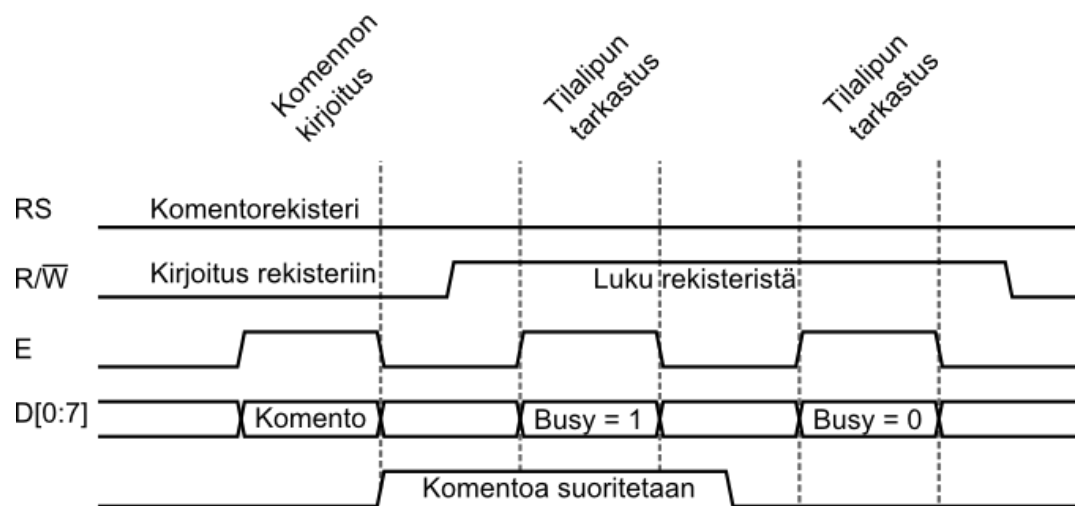 Komennon
kirjoitus
Tilalipun
tarkastus
Tilalipun
tarkastus
RS
Komentorekisteri
R/W̅
Kirjoitus rekisteriin
Luku rekisteristä
E
D[0:7]
Komento
Busy = 1
Busy = 0
Komentoa suoritetaan